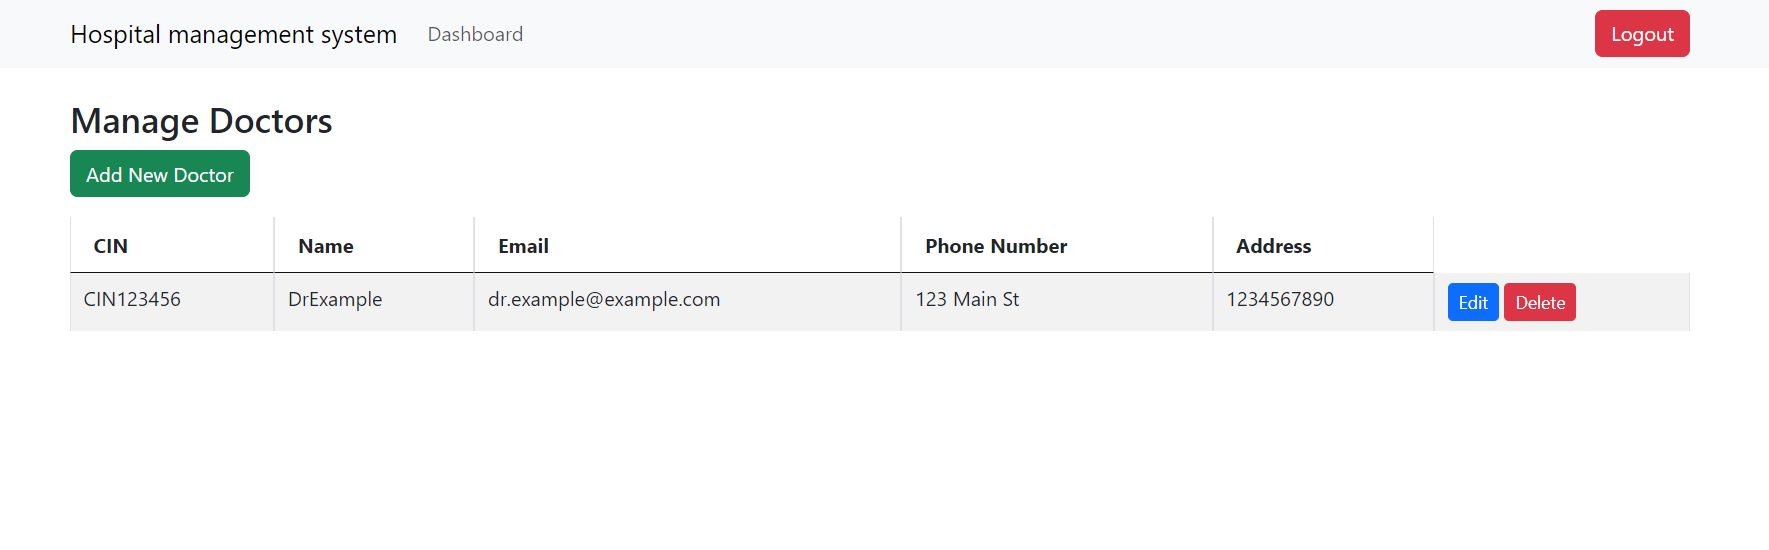 Hospital management system Dashboard Logout
Manage Doctors
Add New Doctor
CIN Name Email Phone Number Address
CIN123456 DrExample dr.example@example.com 123 Main St 1234567890 Edit Delete